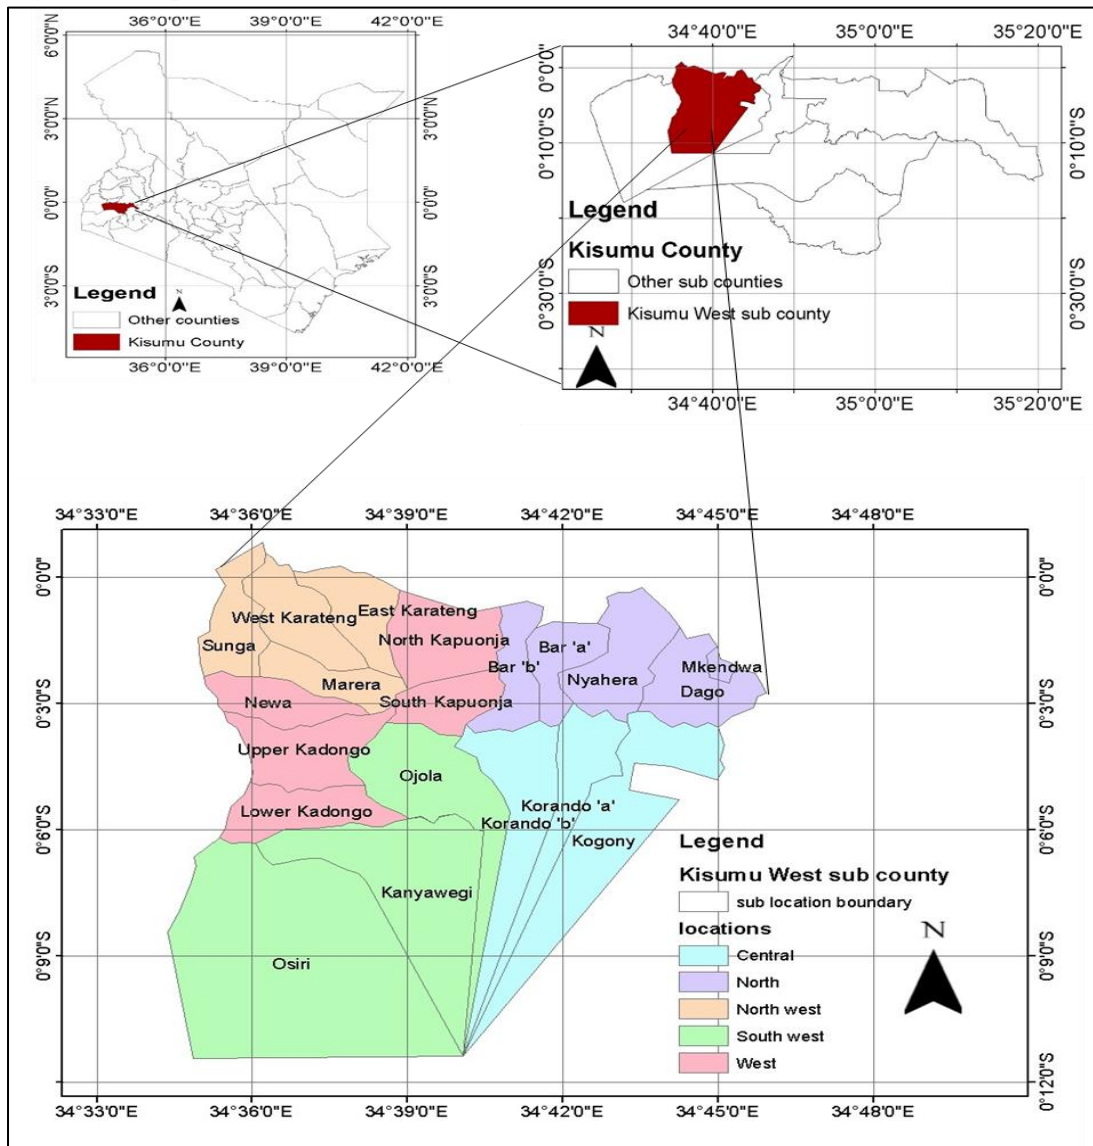 36°0'0"E 39°0'0"E 42°0'0"E
6°0'0"N
3°0'0"N 3°0'0"N
0°0'0" 0°0'0"
3°0'0"S 3°0'0"S
Legend
N
Other counties
Kisumu County
36°0'0"E 39°0'0"E 42°0'0"E
34°40'0"E 35°0'0"E 35°20'0"E
0°0'0" 0°0'0"
0°10'0"S 0°10'0"S
0°30'0"S 0°30'0"S
Legend
Kisumu County
Other sub counties
Kisumu West sub county
N
34°40'0"E 35°0'0"E 35°20'0"E
34°33'0"E 34°36'0"E 34°39'0"E 34°42'0"E 34°45'0"E 34°48'0"E
0°0'0" 0°0'0"
East Karateng
West Karateng
North Kapuonja
Sunga
Bar 'a'
Bar 'b'
Mkendwa
Nyahera
Marera
Dago
Newa
South Kapuonja
0°3'0"S 0°3'0"S
Upper Kadongo
Ojola
Lower Kadongo
Korando 'a'
Korando 'b'
0°6'0"S 0°6'0"S
Kogony
Kanyawegi
Osiri
0°9'0"S 0°9'0"S
Legend
Kisumu West sub county
sub location boundary
locations
Central
North
North west
South west
West
N
0°12'0"S 0°12'0"S
34°33'0"E 34°36'0"E 34°39'0"E 34°42'0"E 34°45'0"E 34°48'0"E